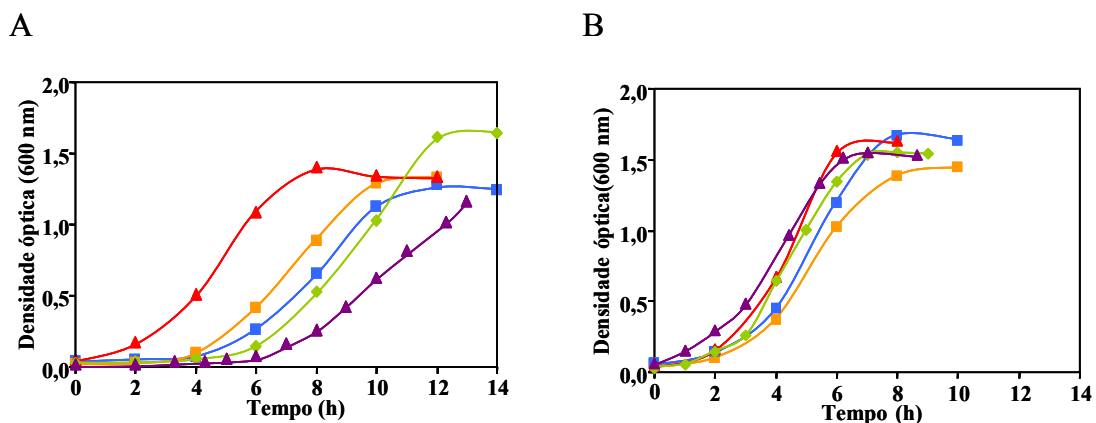 A
B
Densidade óptica (600 nm)
2,0
1,5
1,0
0,5
0,0
0 2 4 6 8 10 12 14
Tempo (h)
Densidade óptica(600 nm)
2,0
1,5
1,0
0,5
0,0
0 2 4 6 8 10 12 14
Tempo (h)